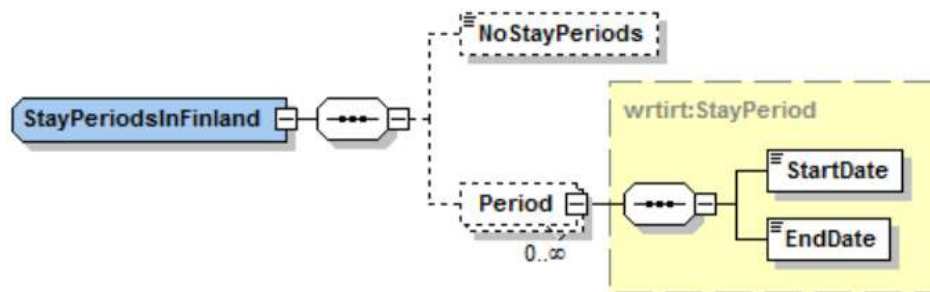 NoStayPeriods
StayPeriodsInFinland
wrtirt:StayPeriod
StartDate
Period
0..∞
EndDate